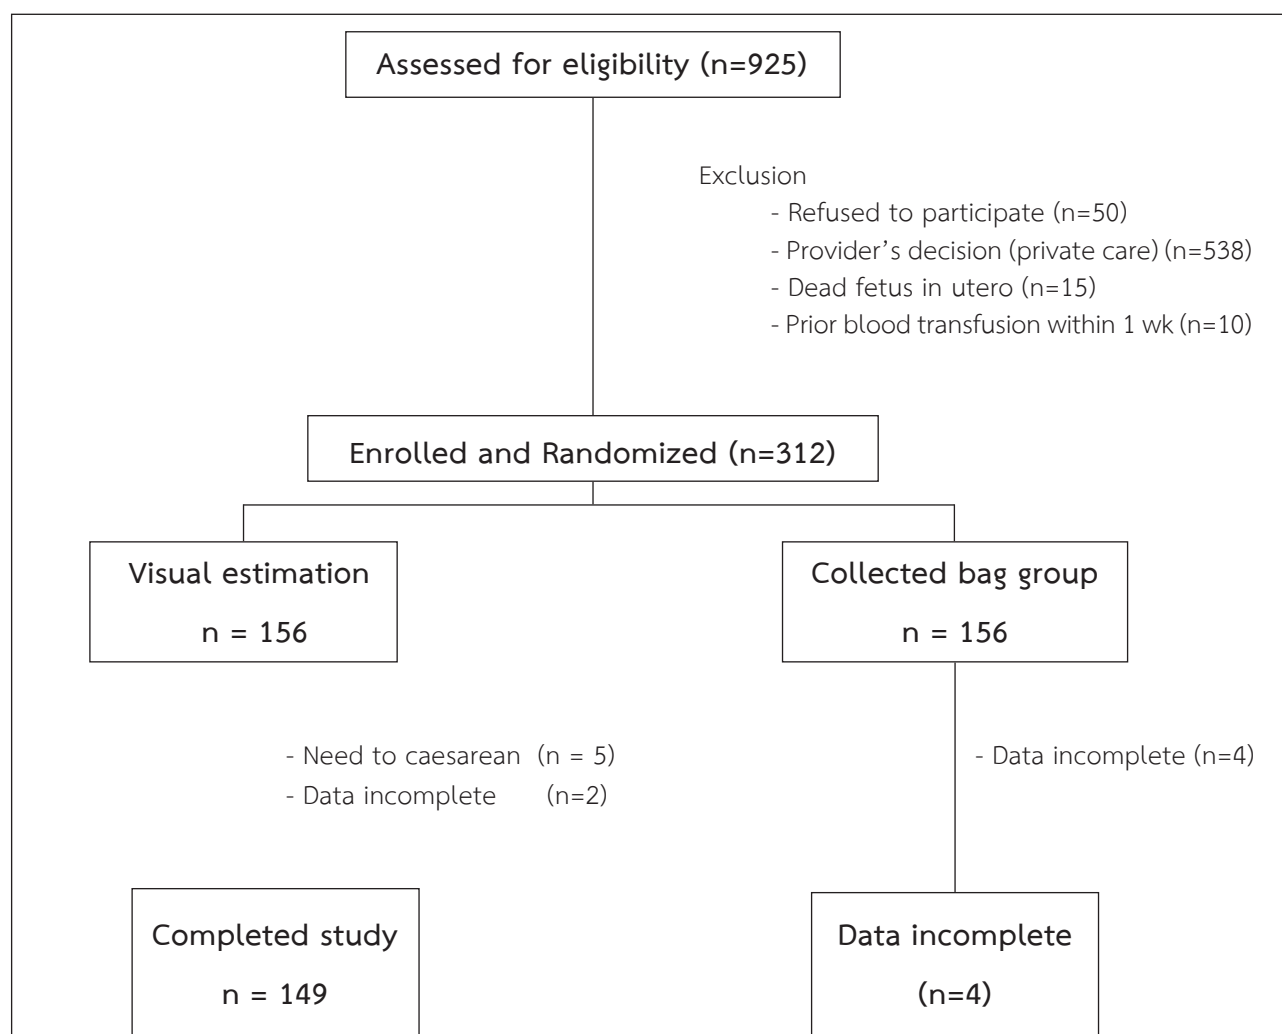 Assessed for eligibility (n=925)
Exclusion
- Refused to participate (n=50)
- Provider's decision (private care) (n=538)
- Dead fetus in utero (n=15)
- Prior blood transfusion within 1 wk (n=10)
Enrolled and Randomized (n=312)
Visual estimation
n = 156
Collected bag group
n = 156
- Need to caesarean (n = 5)
- Data incomplete (n=2)
- Data incomplete (n=4)
Completed study
n = 149
Data incomplete
(n=4)